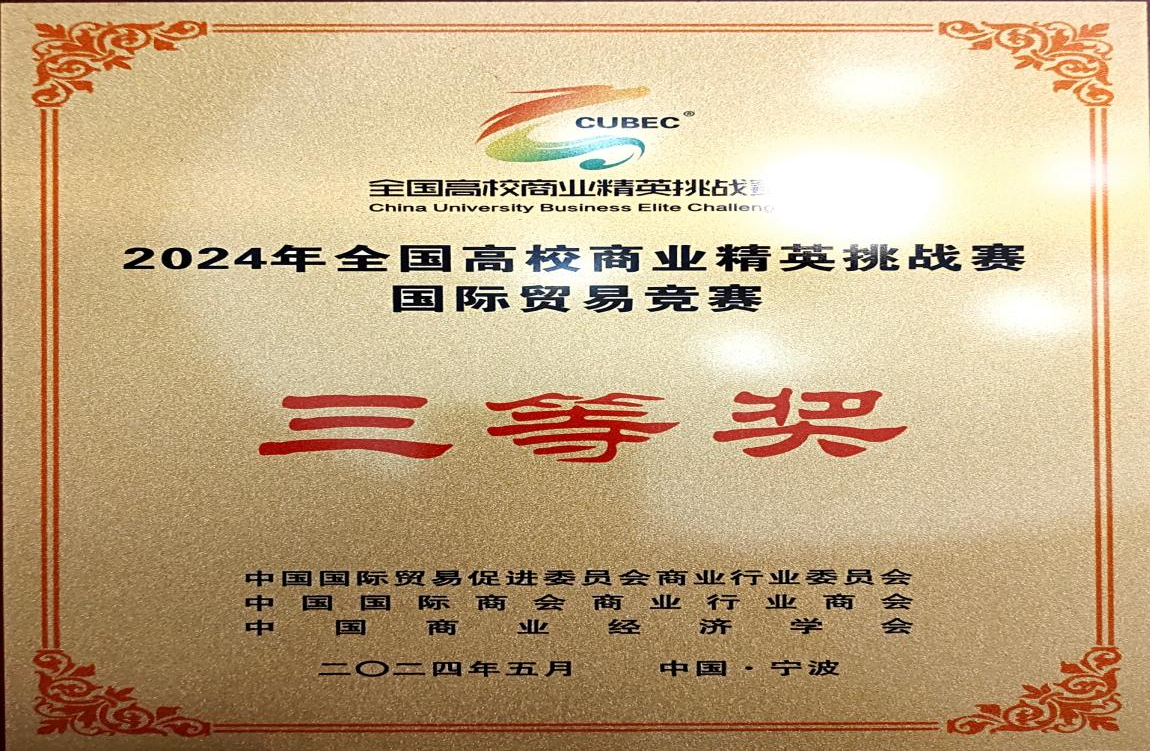 CUBEC®
全国高校商业精英挑战
China University Business Elite Challeng
2024年全国高校商业精英挑战赛
国际贸易竞赛
三等奖
中国国际贸易促进委员会商业行业委员会
中国国际商会商业行业商会
中国商业经济学会
二〇二四年五月 中国·宁波